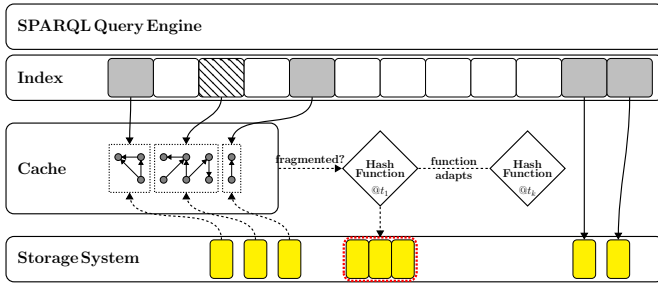 SPARQL Query Engine
Index
Cache
fragmented?
Hash
Function
@t₁
function
adapts
Hash
Function
@tₖ
Storage System